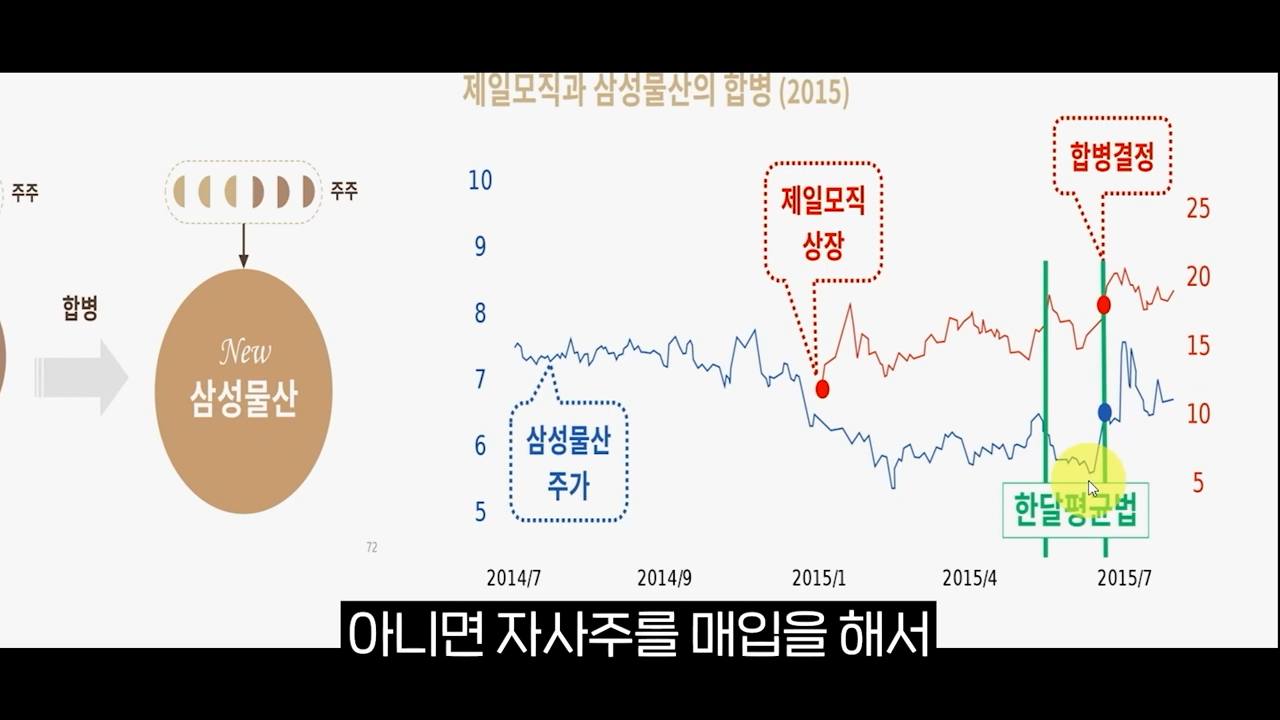 제일모직과 삼성물산의 합병 (2015)
주주
주주
합병
New
삼성물산
10
9
8
7
6
5
제일모직
상장
합병결정
삼성물산
주가
한달평균법
25
20
15
10
5
2014/7
2014/9
2015/1
2015/4
2015/7
72
아니면 자사주를 매입을 해서